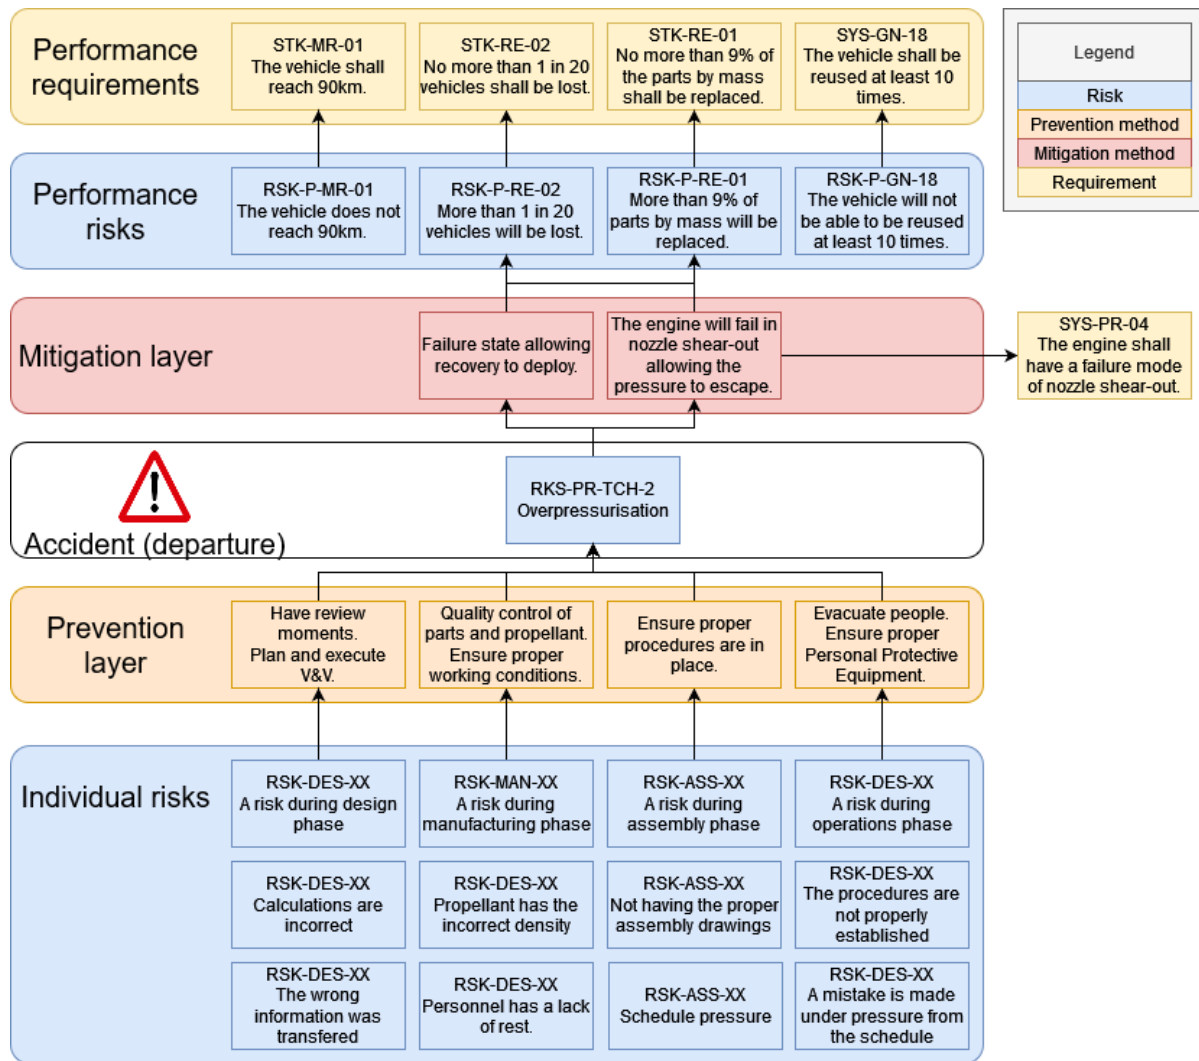 Performance
requirements
STK-MR-01
The vehicle shall
reach 90km.
STK-RE-02
No more than 1 in 20
vehicles shall be lost.
STK-RE-01
No more than 9% of
the parts by mass
shall be replaced.
SYS-GN-18
The vehicle shall be
reused at least 10
times.
Legend
Risk
Prevention method
Mitigation method
Requirement
Performance
risks
RSK-P-MR-01
The vehicle does not
reach 90km.
RSK-P-RE-02
More than 1 in 20
vehicles will be lost.
RSK-P-RE-01
More than 9% of
parts by mass will be
replaced.
RSK-P-GN-18
The vehicle will not
be able to be reused
at least 10 times.
Mitigation layer
Failure state allowing
recovery to deploy.
The engine will fail in
nozzle shear-out
allowing the
pressure to escape.
SYS-PR-04
The engine shall
have a failure mode
of nozzle shear-out.
Accident (departure)
RKS-PR-TCH-2
Overpressurisation
Prevention
layer
Have review
moments.
Plan and execute
V&V.
Quality control of
parts and propellant.
Ensure proper
working conditions.
Ensure proper
procedures are in
place.
Evacuate people.
Ensure proper
Personal Protective
Equipment.
Individual risks
RSK-DES-XX
A risk during design
phase
RSK-MAN-XX
A risk during
manufacturing phase
RSK-ASS-XX
A risk during
assembly phase
RSK-DES-XX
A risk during
operations phase
RSK-DES-XX
Calculations are
incorrect
RSK-DES-XX
Propellant has the
incorrect density
RSK-ASS-XX
Not having the proper
assembly drawings
RSK-DES-XX
The procedures are
not properly
established
RSK-DES-XX
The wrong
information was
transfered
RSK-DES-XX
Personnel has a lack
of rest.
RSK-ASS-XX
Schedule pressure
RSK-DES-XX
A mistake is made
under pressure from
the schedule